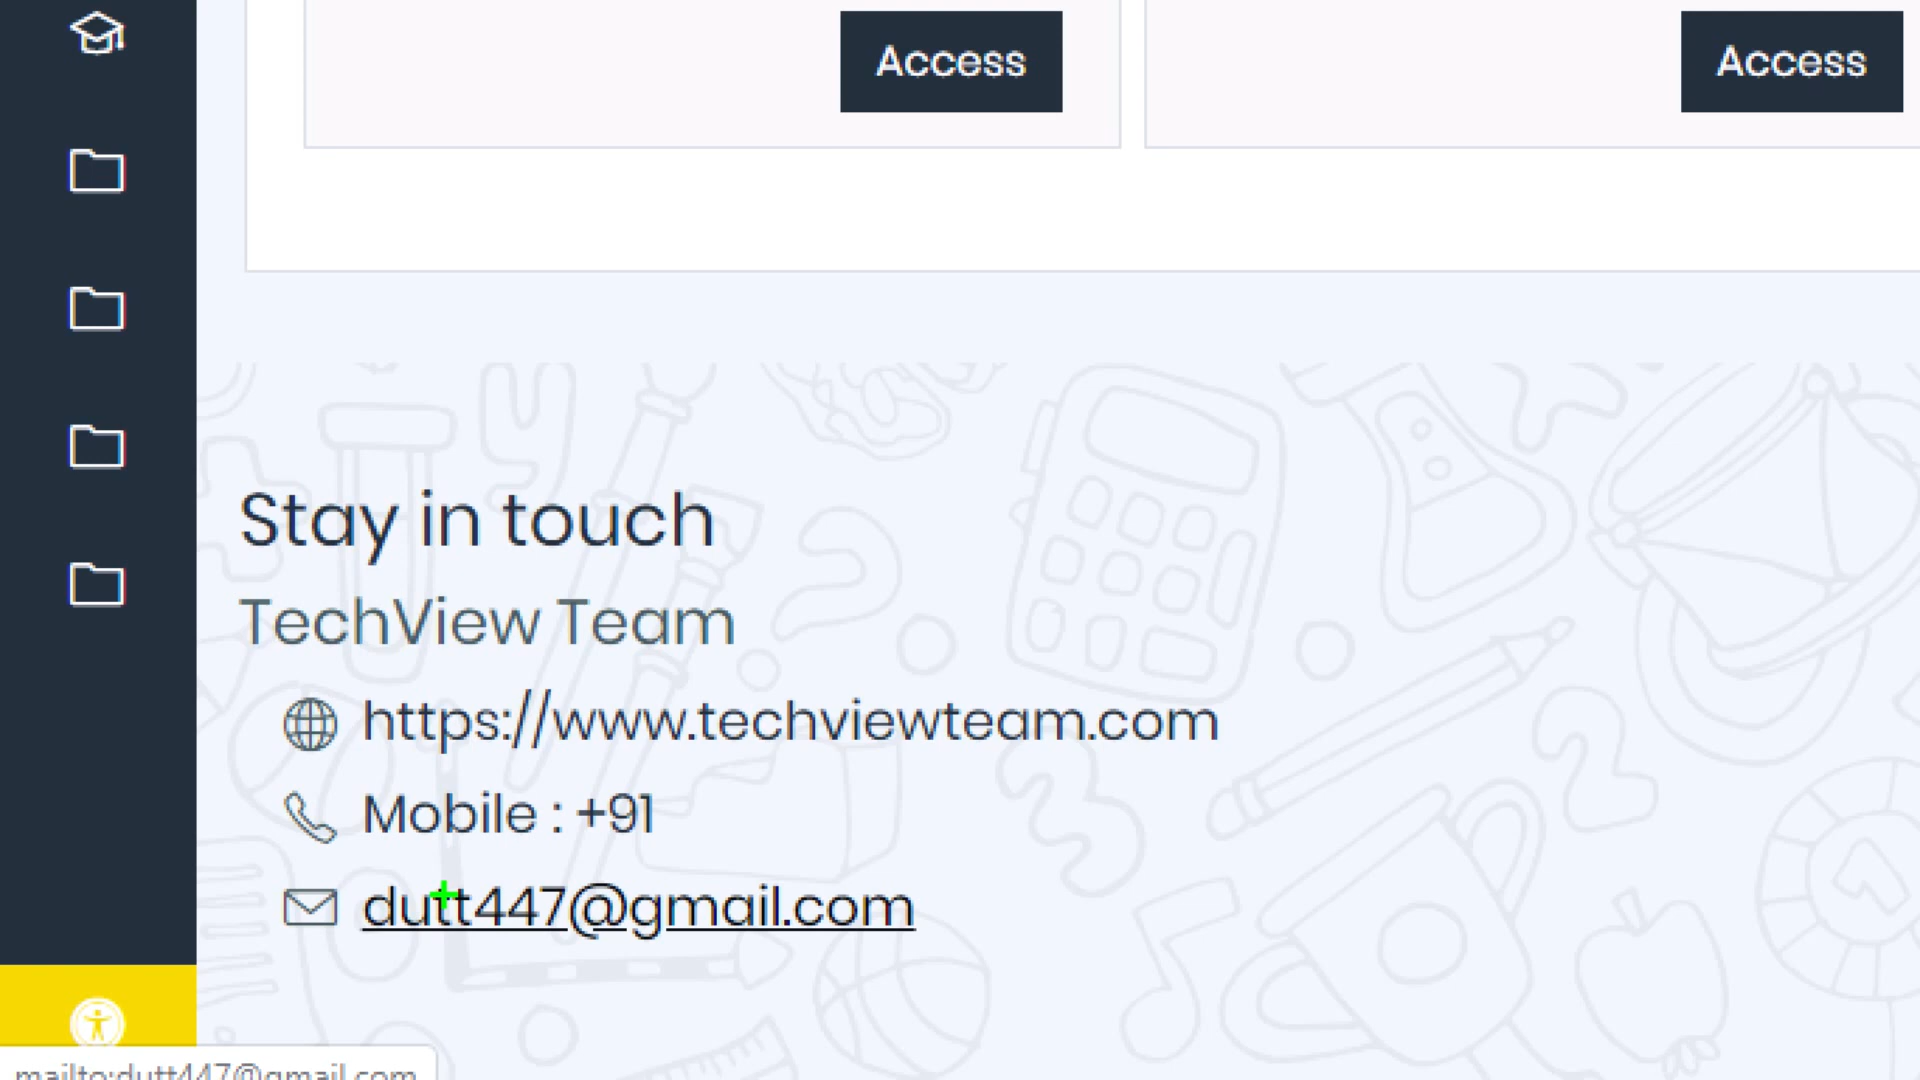 Access Access
Stay in touch
TechView Team
https://www.techviewteam.com
Mobile : +91
dutt447@gmail.com
mailto:dutt447@gmail.com